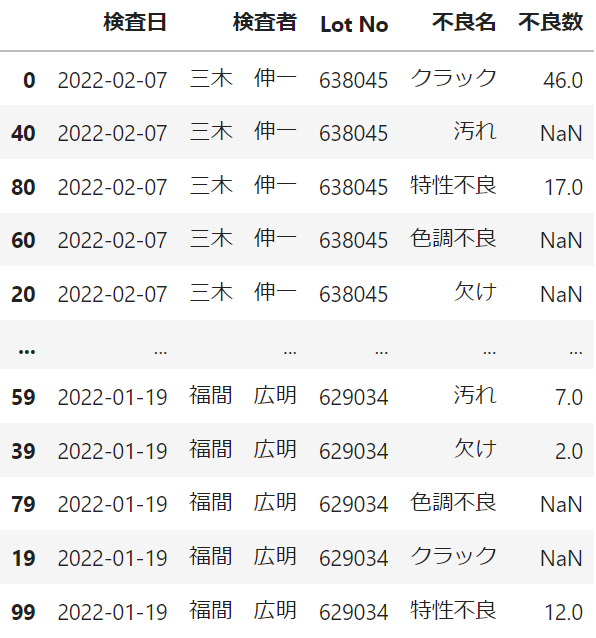 検査日 検査者 Lot No 不良名 不良数
0 2022-02-07 三木　伸一 638045 クラック 46.0
40 2022-02-07 三木　伸一 638045 汚れ NaN
80 2022-02-07 三木　伸一 638045 特性不良 17.0
60 2022-02-07 三木　伸一 638045 色調不良 NaN
20 2022-02-07 三木　伸一 638045 欠け NaN
... ... ... ... ... ...
59 2022-01-19 福間　広明 629034 汚れ 7.0
39 2022-01-19 福間　広明 629034 欠け 2.0
79 2022-01-19 福間　広明 629034 色調不良 NaN
19 2022-01-19 福間　広明 629034 クラック NaN
99 2022-01-19 福間　広明 629034 特性不良 12.0